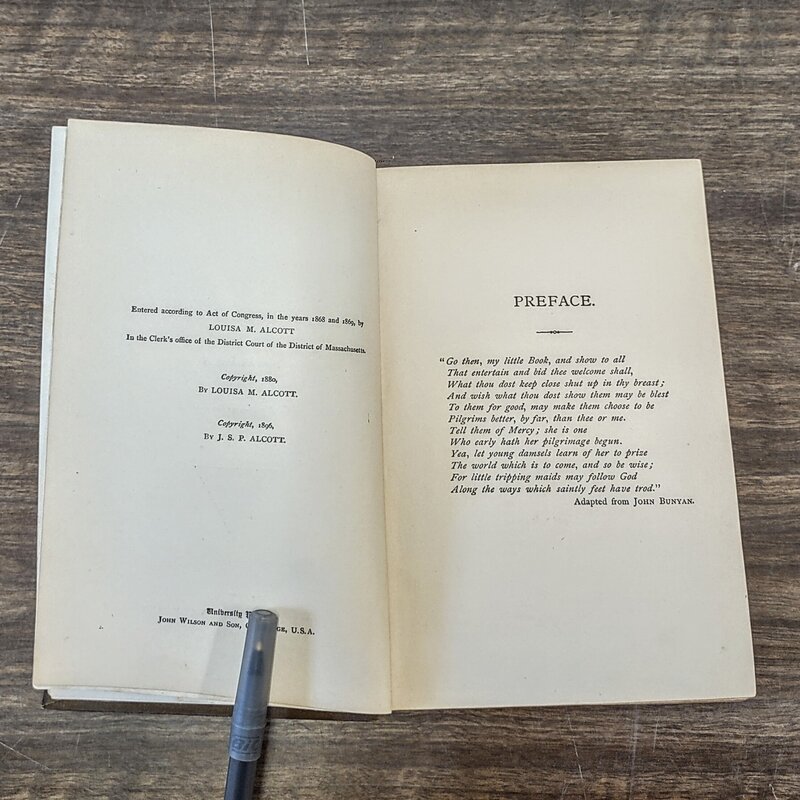 Entered according to Act of Congress, in the years 1868 and 1869, by
LOUISA M. ALCOTT
In the Clerk's office of the District Court of the District of Massachusetts.
Copyright, 1880,
BY LOUISA M. ALCOTT.
Copyright, 1896,
BY J. S. P. ALCOTT.
University
JOHN WILSON AND SON, U.S.A.
PREFACE.
"Go then, my little Book, and show to all
That entertain and bid thee welcome shall,
What thou dost keep close shut up in thy breast;
And wish what thou dost show them may be blest
To them for good, may make them choose to be
Pilgrims better, by far, than thee or me.
Tell them of Mercy; she is one
Who early hath her pilgrimage begun.
Yea, let young damsels learn of her to prize
The world which is to come, and so be wise;
For little tripping maids may follow God
Along the ways which saintly feet have trod."
Adapted from JOHN BUNYAN.